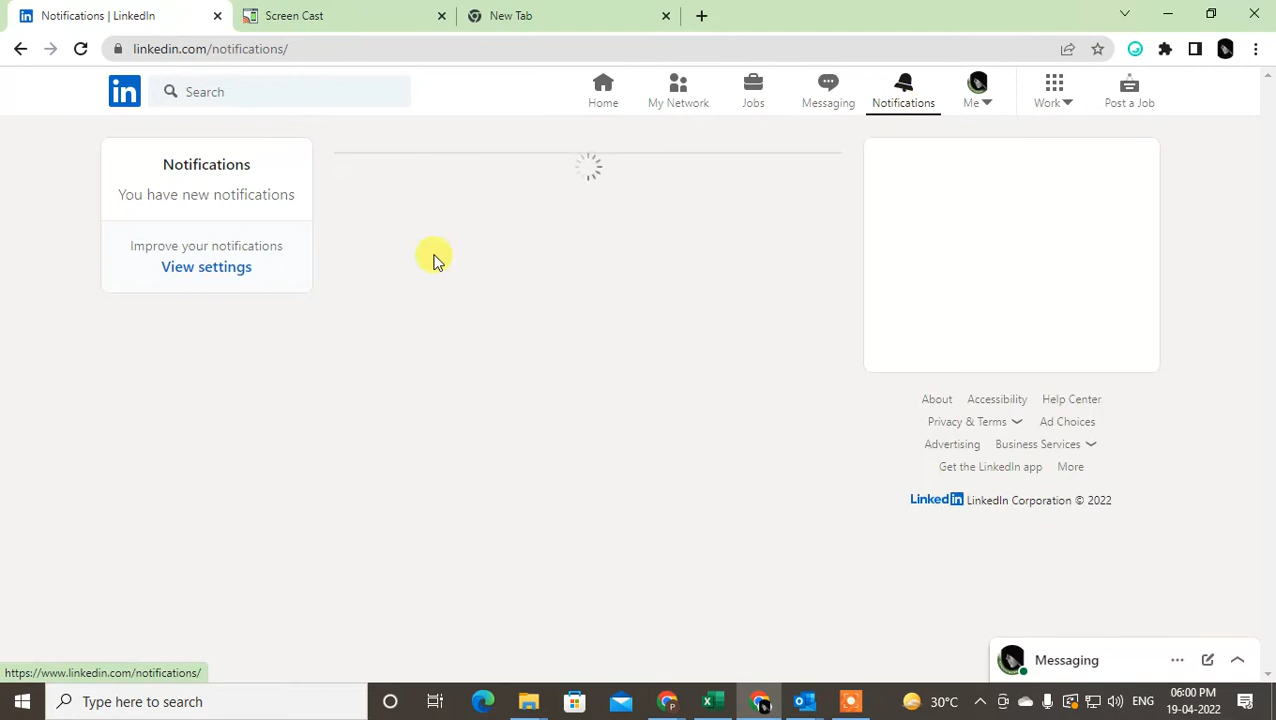 Notifications | LinkedIn
Screen Cast
New Tab
linkedin.com/notifications/
in
Search
Home
My Network
Jobs
Messaging
Notifications
Me
Work
Post a Job
Notifications
You have new notifications
Improve your notifications
View settings
About Accessibility Help Center
Privacy & Terms Ad Choices
Advertising Business Services
Get the LinkedIn app More
LinkedIn LinkedIn Corporation © 2022
Messaging
https://www.linkedin.com/notifications/
Type here to search
30°C
ENG
06:00 PM
19-04-2022